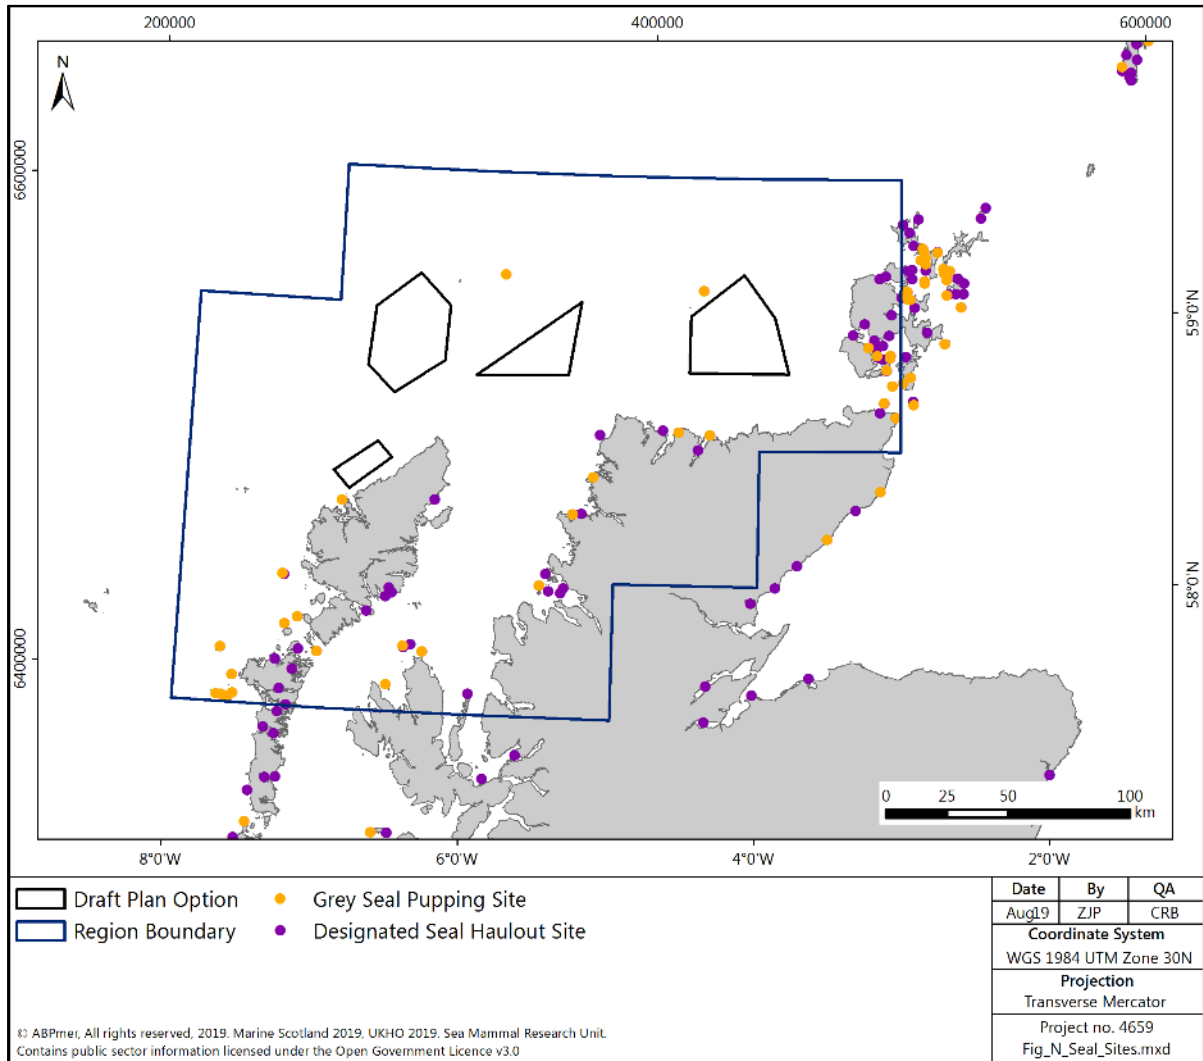 200000 400000 600000
N
6600000
59°0'N
58°0'N
6400000
0 25 50 100
km
8°0'W 6°0'W 4°0'W 2°0'W
Draft Plan Option
Grey Seal Pupping Site
Region Boundary
Designated Seal Haulout Site
Date By QA
Aug19 ZJP CRB
Coordinate System
WGS 1984 UTM Zone 30N
Projection
Transverse Mercator
Project no. 4659
Fig_N_Seal_Sites.mxd
© ABPmer, All rights reserved, 2019. Marine Scotland 2019, UKHO 2019. Sea Mammal Research Unit.
Contains public sector information licensed under the Open Government Licence v3.0